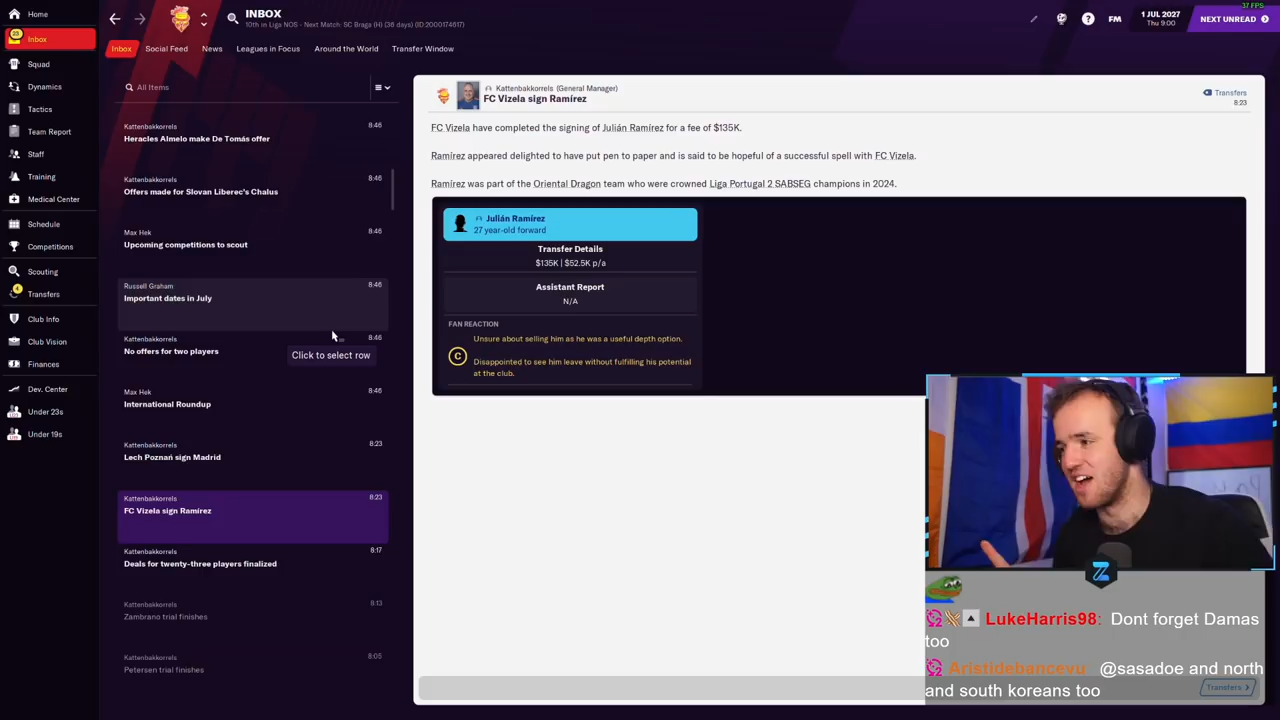 37 FPS
Home
INBOX
10th in Liga NOS - Next Match: SC Braga (H) (36 days) (ID:2000174617)
FM
1 JUL 2027
Thu 9:00
NEXT UNREAD
23
Inbox
Inbox
Social Feed
News
Leagues in Focus
Around the World
Transfer Window
Squad
Dynamics
Tactics
Team Report
Staff
Training
Medical Center
Schedule
Competitions
Scouting
4
Transfers
Club Info
Club Vision
Finances
Dev. Center
Under 23s
Under 19s
All Items
Kattenbakkorrels 8:46
Heracles Almelo make De Tomás offer
Kattenbakkorrels 8:46
Offers made for Slovan Liberec's Chalus
Max Hek 8:46
Upcoming competitions to scout
Russell Graham 8:46
Important dates in July
Kattenbakkorrels 8:46
No offers for two players
Click to select row
Max Hek 8:46
International Roundup
Kattenbakkorrels 8:23
Lech Poznań sign Madrid
Kattenbakkorrels 8:23
FC Vizela sign Ramírez
Kattenbakkorrels 8:17
Deals for twenty-three players finalized
Kattenbakkorrels 8:13
Zambrano trial finishes
Kattenbakkorrels 8:05
Petersen trial finishes
Kattenbakkorrels (General Manager)
FC Vizela sign Ramírez
Transfers
8:23
FC Vizela have completed the signing of Julián Ramírez for a fee of $135K.
Ramírez appeared delighted to have put pen to paper and is said to be hopeful of a successful spell with FC Vizela.
Ramírez was part of the Oriental Dragon team who were crowned Liga Portugal 2 SABSEG champions in 2024.
Julián Ramírez
27 year-old forward
Transfer Details
$135K | $52.5K p/a
Assistant Report
N/A
FAN REACTION
C
Unsure about selling him as he was a useful depth option.
Disappointed to see him leave without fulfilling his potential
at the club.
LukeHarris98: Dont forget Damas
too
Aristidebancevu @sasadoe and north
and south koreans too
Transfers